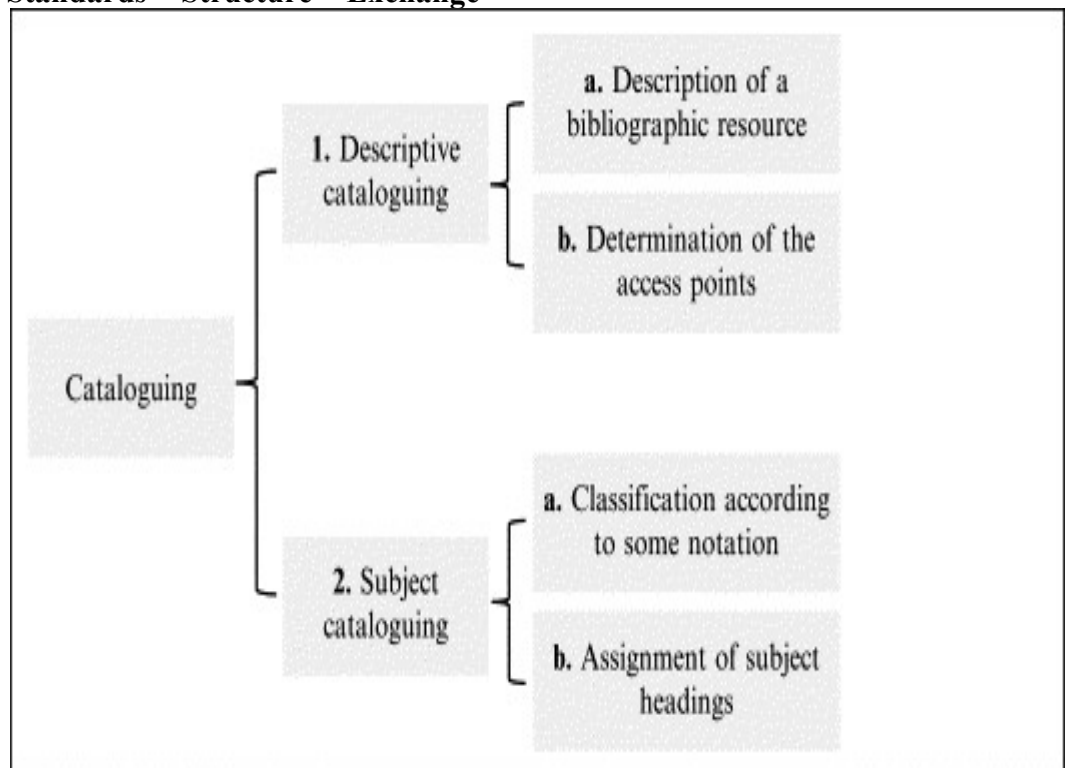 Standards – Structure – Exchange
a. Description of a
bibliographic resource
1. Descriptive
cataloguing
b. Determination of the
access points
Cataloguing
a. Classification according
to some notation
2. Subject
cataloguing
b. Assignment of subject
headings